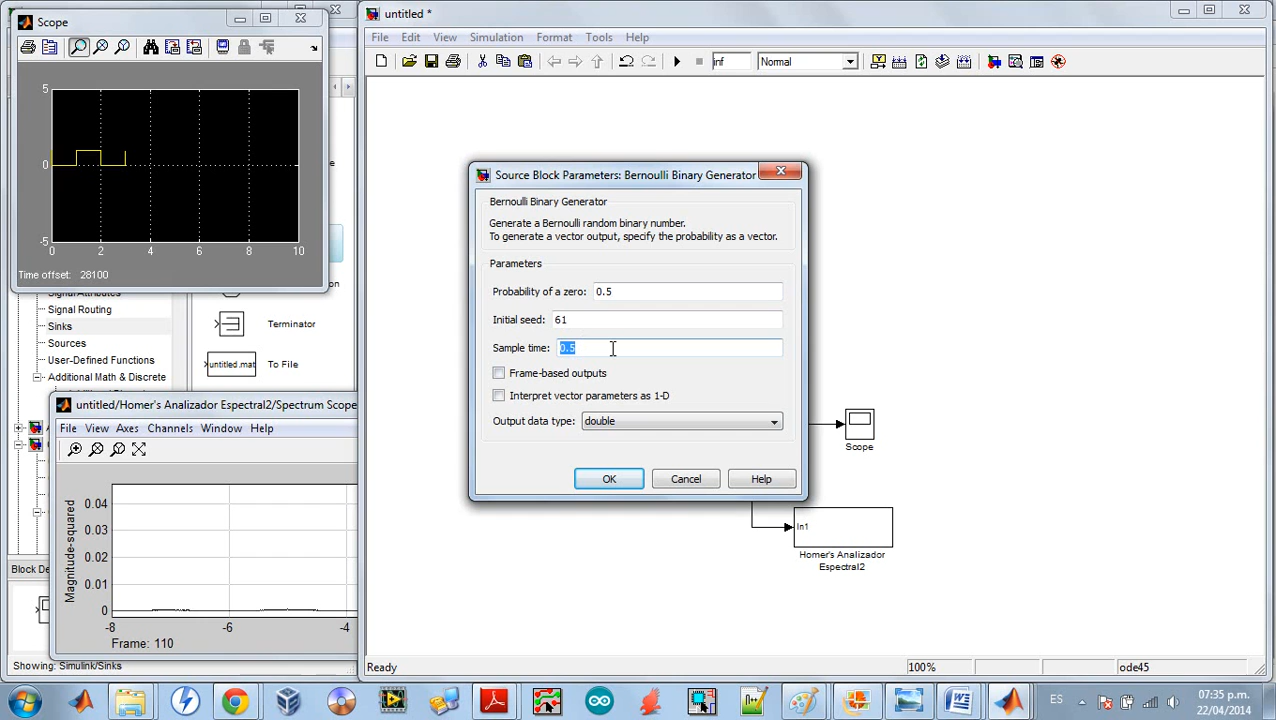 Scope
5
0
-5
0
2
4
6
8
10
Time offset: 28100
Signal Routing
Sinks
Sources
User-Defined Functions
Additional Math & Discrete
Terminator
untitled.mat
To File
untitled/Homer's Analizador Espectral2/Spectrum Scope
File View Axes Channels Window Help
Magnitude-squared
0.04
0.03
0.02
0.01
0
-8
-6
-4
Frame: 110
Showing: Simulink/Sinks
untitled *
File Edit View Simulation Format Tools Help
inf
Normal
Source Block Parameters: Bernoulli Binary Generator
Bernoulli Binary Generator
Generate a Bernoulli random binary number.
To generate a vector output, specify the probability as a vector.
Parameters
Probability of a zero: 0.5
Initial seed: 61
Sample time: 0.5
Frame-based outputs
Interpret vector parameters as 1-D
Output data type: double
OK Cancel Help
Scope
In1
Homer's Analizador
Espectral2
Ready
100%
ode45
ES
07:35 p.m.
22/04/2014